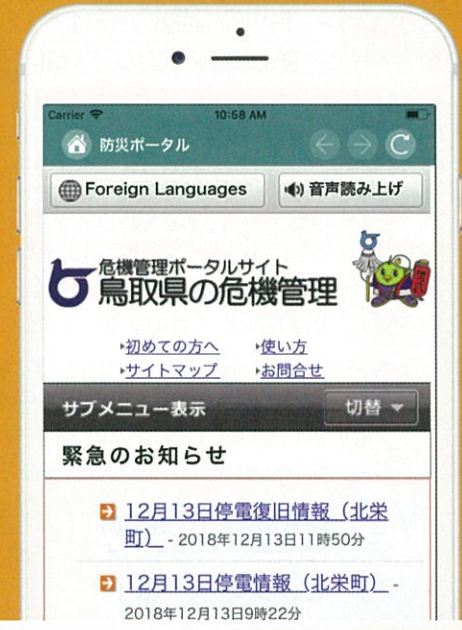 Carrier 10:58 AM
防災ポータル
Foreign Languages 音声読み上げ
危機管理ポータルサイト
鳥取県の危機管理
初めての方へ 使い方
サイトマップ お問合せ
サブメニュー表示 切替
緊急のお知らせ
12月13日停電復旧情報（北栄
町） - 2018年12月13日11時50分
12月13日停電情報（北栄町） -
2018年12月13日9時22分